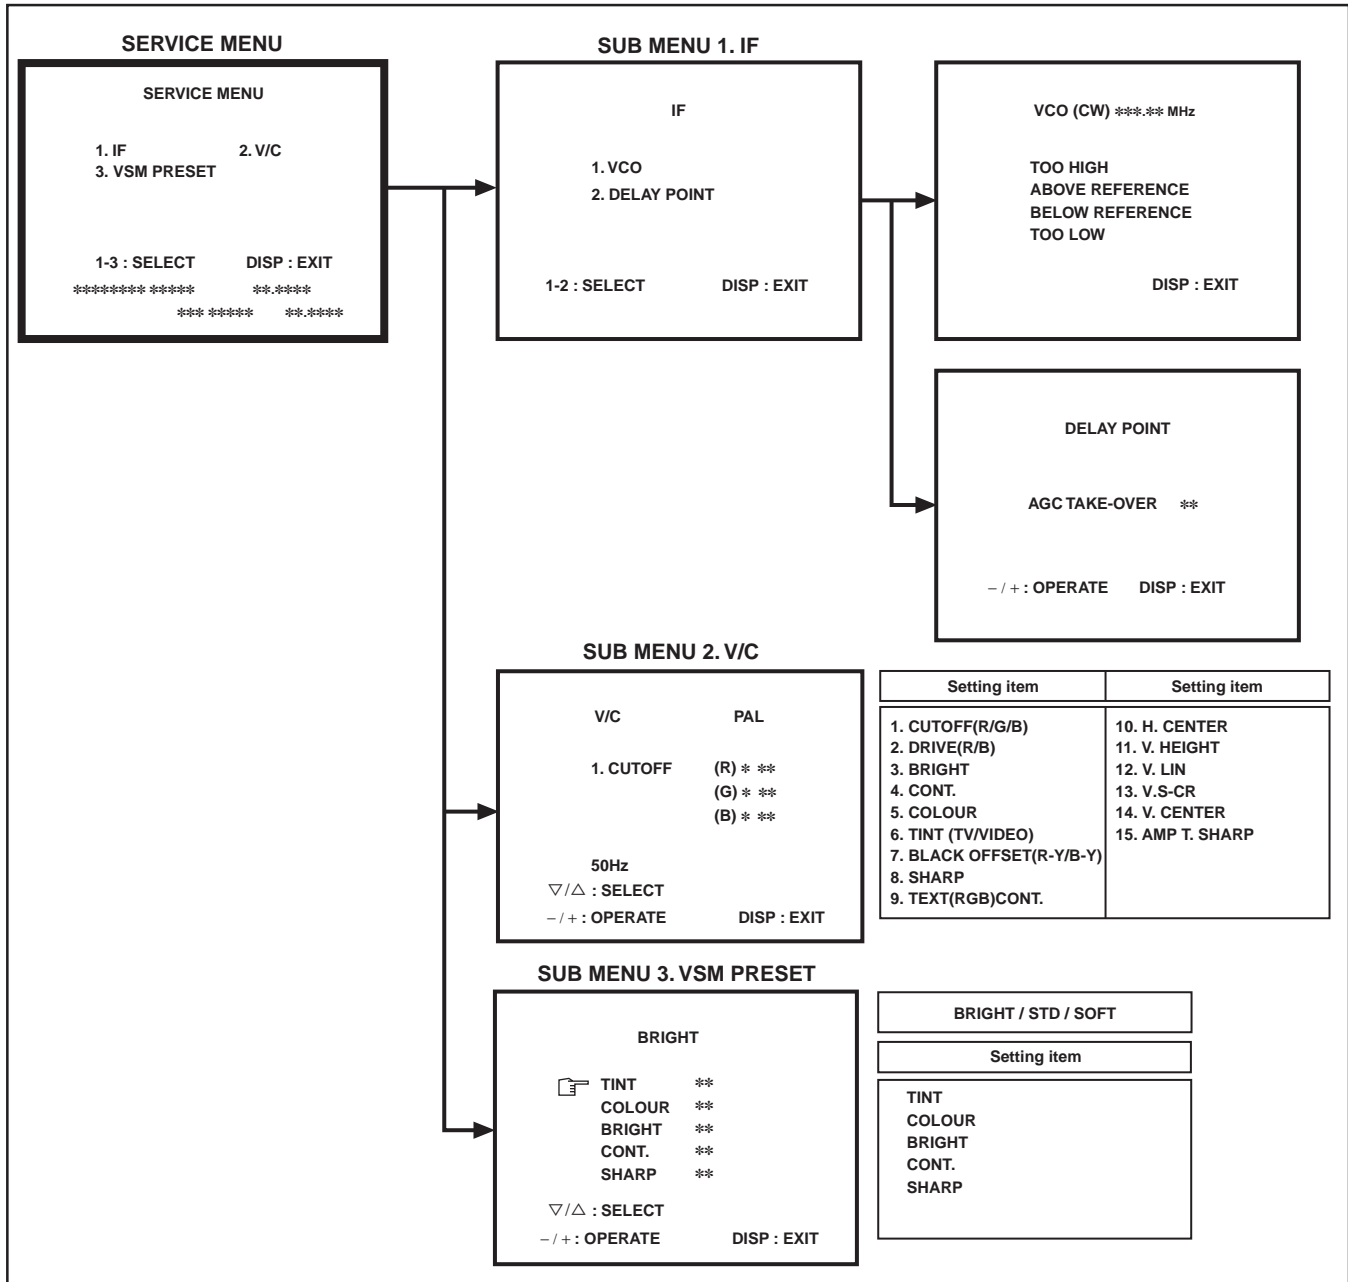 SERVICE MENU
SERVICE MENU
1. IF 2. V/C
3. VSM PRESET
1-3 : SELECT DISP : EXIT
******** ***** **.****
*** ***** **.****
SUB MENU 1. IF
IF
1. VCO
2. DELAY POINT
1-2 : SELECT DISP : EXIT
VCO (CW) ***.** MHz
TOO HIGH
ABOVE REFERENCE
BELOW REFERENCE
TOO LOW
DISP : EXIT
DELAY POINT
AGC TAKE-OVER **
– / + : OPERATE DISP : EXIT
SUB MENU 2. V/C
V/C PAL
1. CUTOFF (R) * **
(G) * **
(B) * **
50Hz
▽/△ : SELECT
– / + : OPERATE DISP : EXIT
Setting item Setting item
1. CUTOFF(R/G/B) 10. H. CENTER
2. DRIVE(R/B) 11. V. HEIGHT
3. BRIGHT 12. V. LIN
4. CONT. 13. V.S-CR
5. COLOUR 14. V. CENTER
6. TINT (TV/VIDEO) 15. AMP T. SHARP
7. BLACK OFFSET(R-Y/B-Y)
8. SHARP
9. TEXT(RGB)CONT.
SUB MENU 3. VSM PRESET
BRIGHT
☞ TINT **
COLOUR **
BRIGHT **
CONT. **
SHARP **
▽/△ : SELECT
– / + : OPERATE DISP : EXIT
BRIGHT / STD / SOFT
Setting item
TINT
COLOUR
BRIGHT
CONT.
SHARP